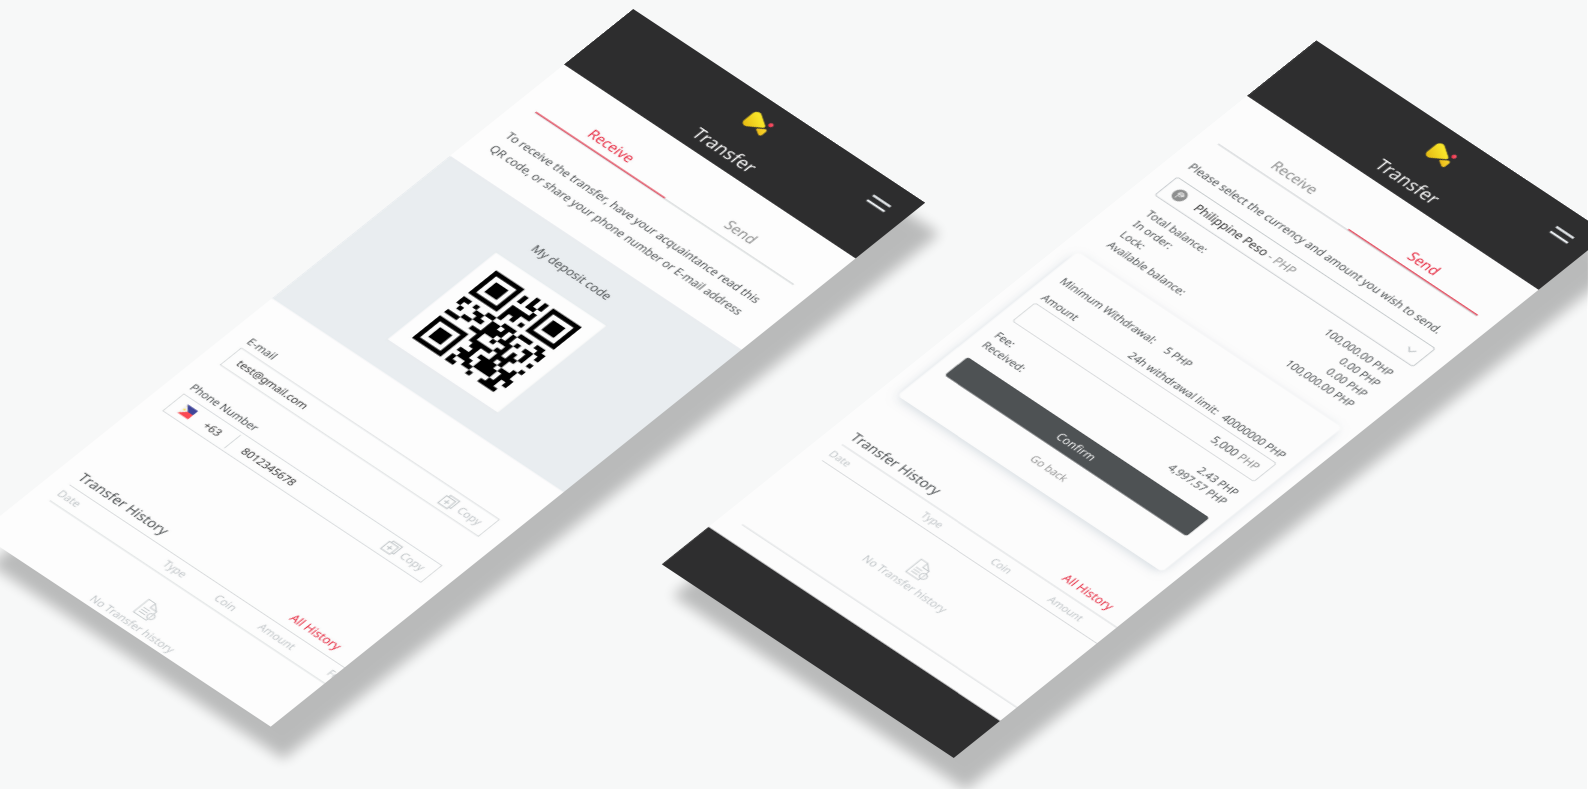 Transfer
Receive
Send
To receive the transfer, have your acquaintance read this
QR code, or share your phone number or E-mail address
My deposit code
E-mail
test@gmail.com
Copy
Phone Number
+63
8012345678
Copy
Transfer History
All History
Date
Type
Coin
Amount
F
No Transfer history
Transfer
Receive
Send
Please select the currency and amount you wish to send.
Philippine Peso - PHP
Total balance: 100,000.00 PHP
In order: 0.00 PHP
Lock: 0.00 PHP
Available balance: 100,000.00 PHP
Minimum Withdrawal: 5 PHP
24h withdrawal limit: 40000000 PHP
Amount
5,000 PHP
Fee: 2.43 PHP
Received: 4,997.57 PHP
Confirm
Go back
Transfer History
All History
Date
Type
Coin
Amount
No Transfer history